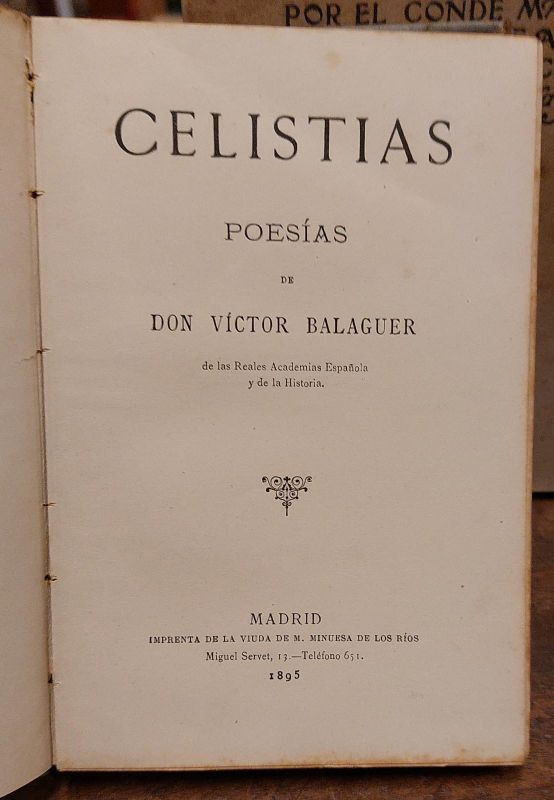 POR EL CONDE
CELISTIAS
POESÍAS
DE
DON VÍCTOR BALAGUER
de las Reales Academias Española
y de la Historia.
MADRID
IMPRENTA DE LA VIUDA DE M. MINUESA DE LOS RÍOS
Miguel Servet, 13.—Teléfono 651.
1895